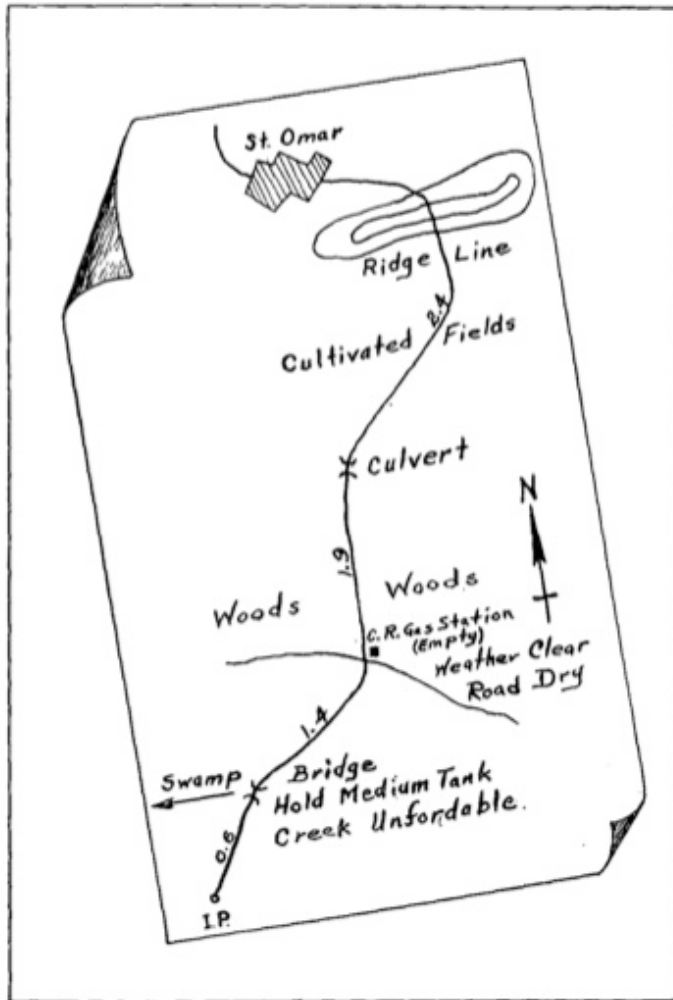 St. Omar
Ridge Line
2.4
Cultivated Fields
Culvert
N
1.9
Woods
Woods
C.R. Gas Station
(Empty)
Weather Clear
Road Dry
1.4
Swamp
Bridge
Hold Medium Tank
Creek Unfordable.
0.6
I.P.